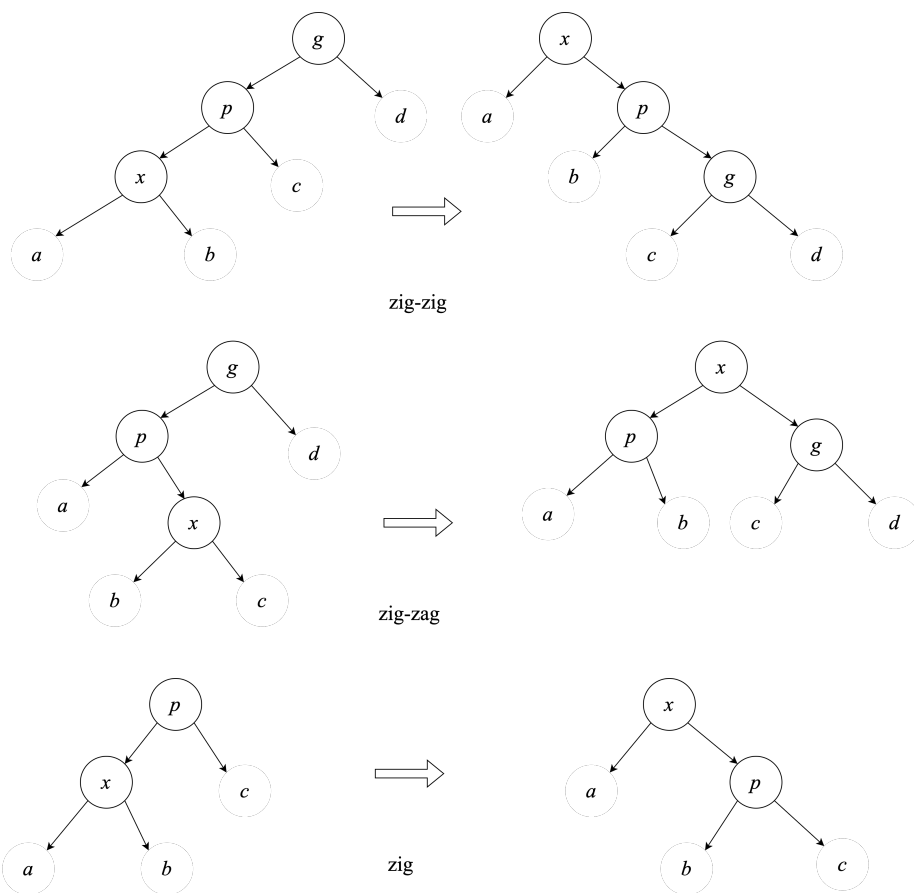 g x
p p
d a
x b g
c
a b c d
zig-zig
g x
p p g
d
a x a b c d
b c
zig-zag
p x
x c a p
a b b c
zig